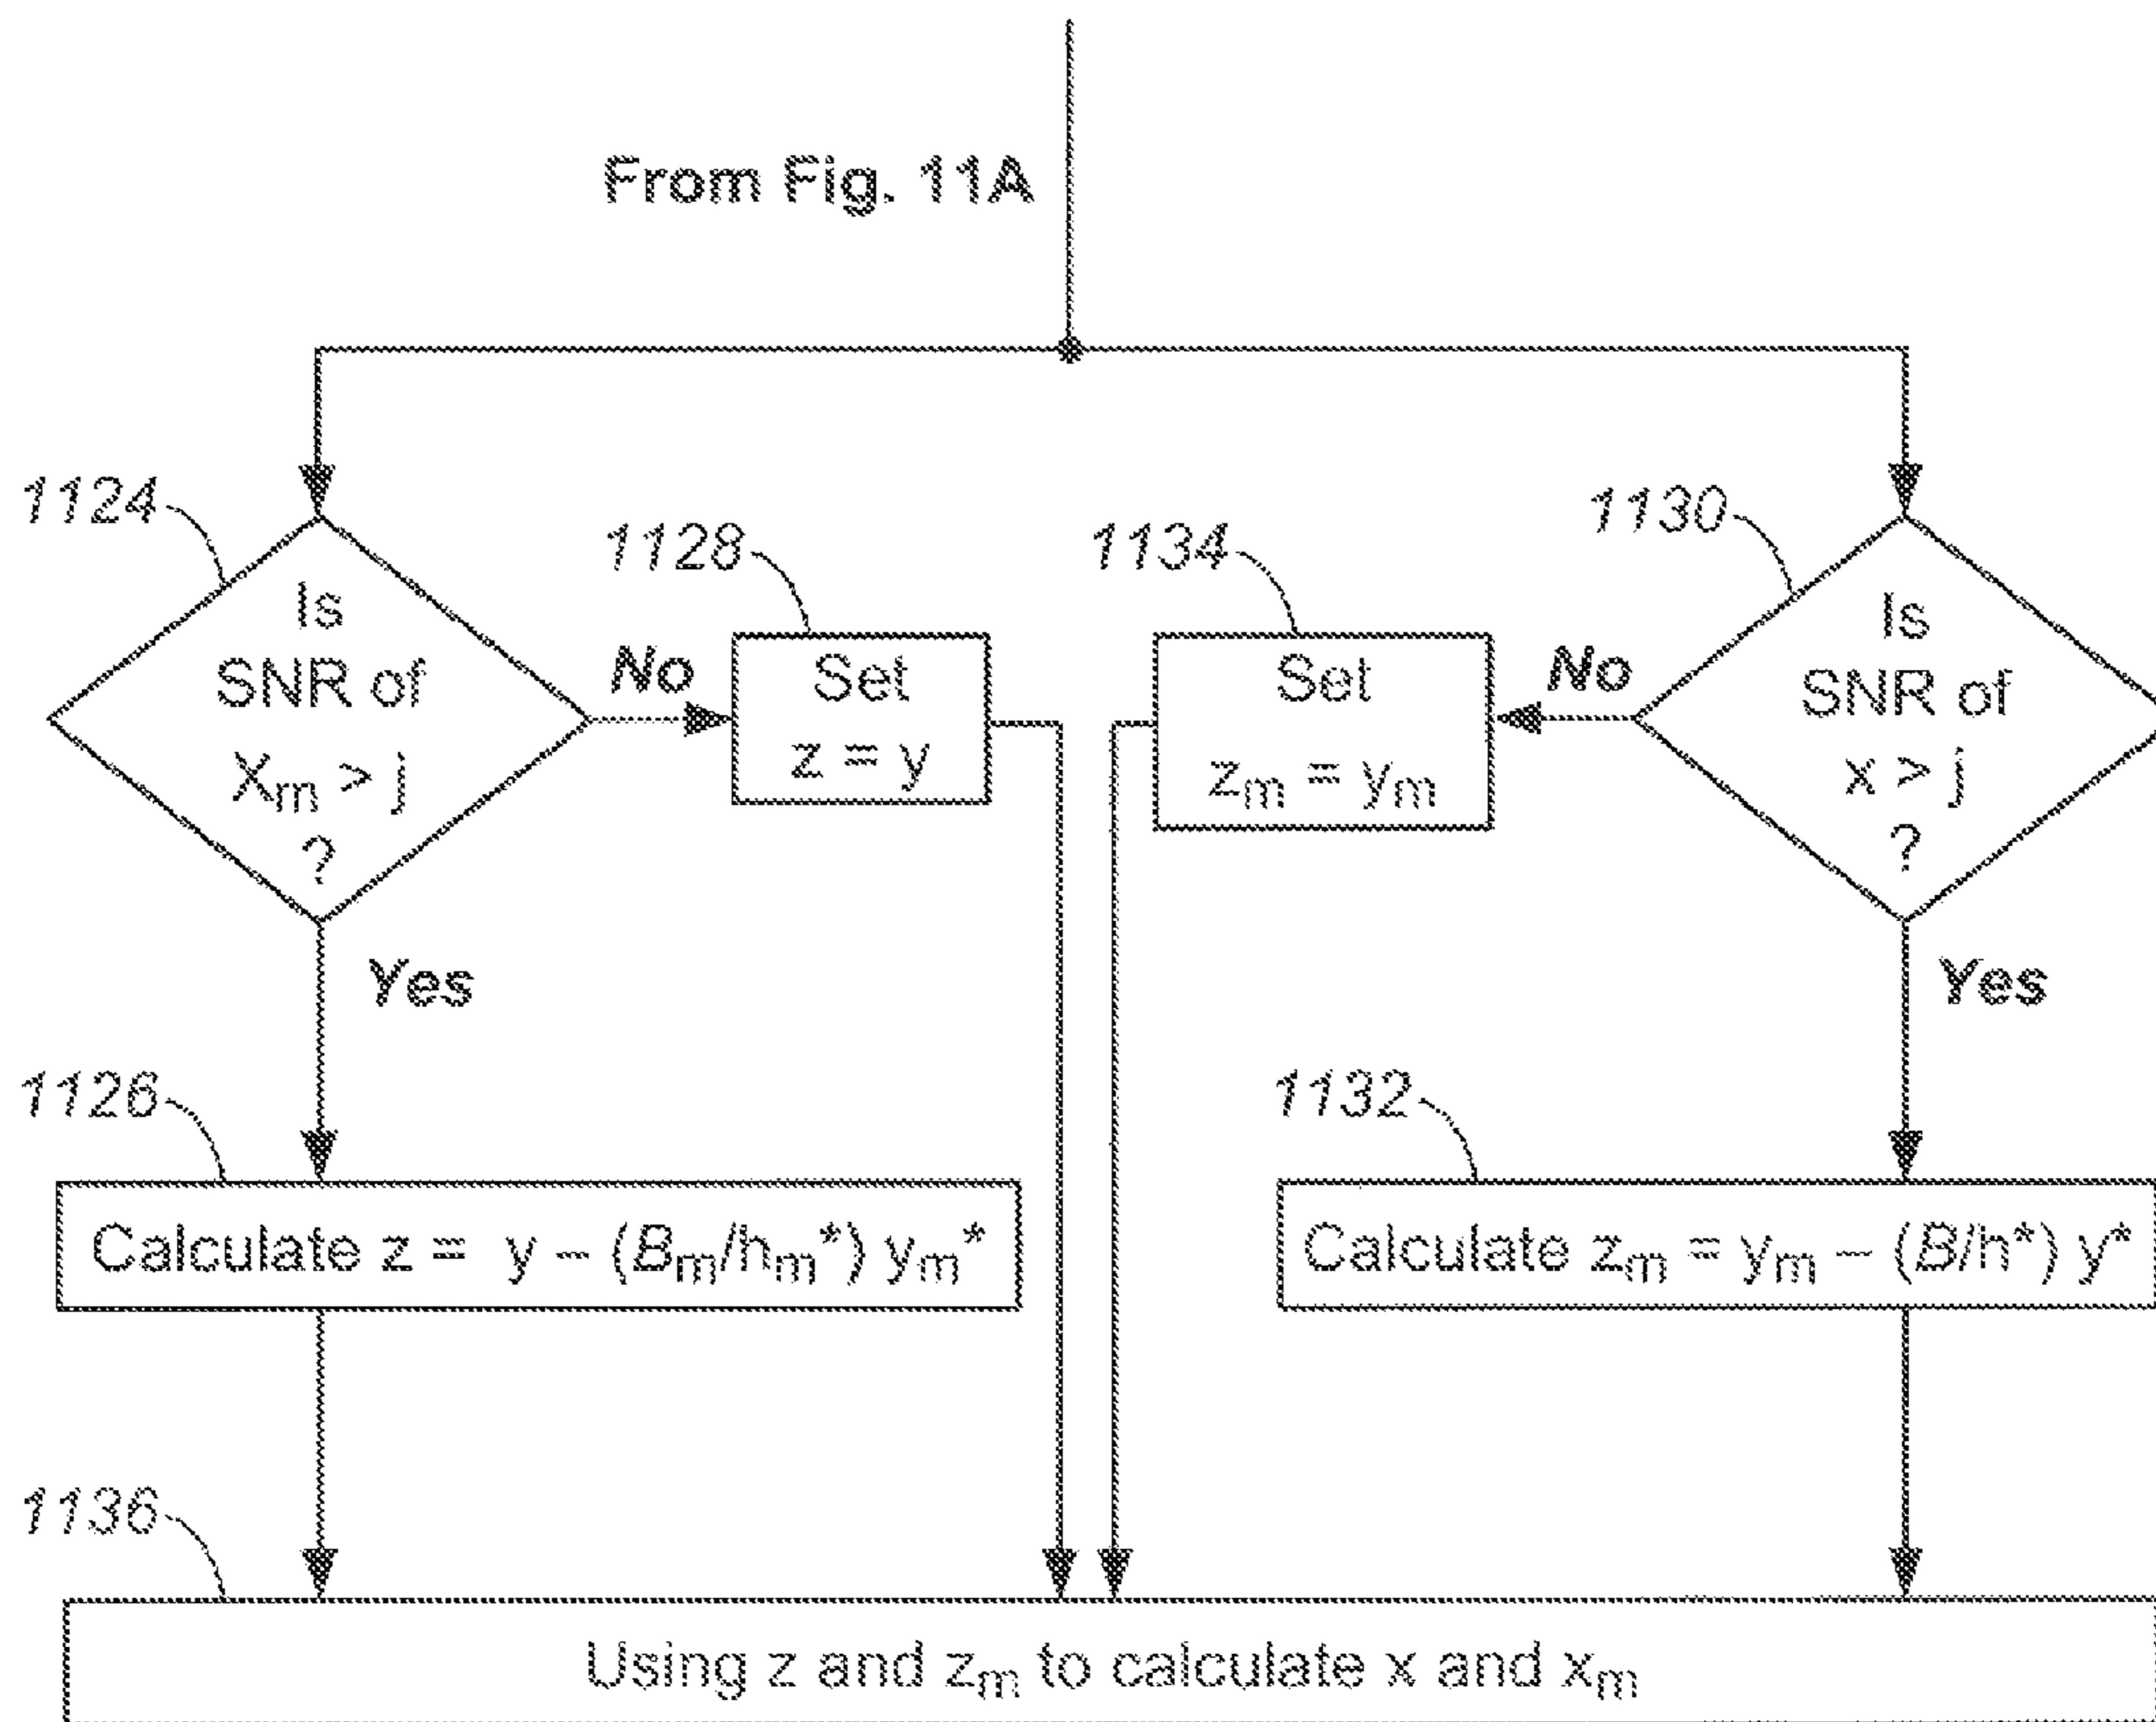 From Fig. 11A
1124
Is
SNR of
Xm > j
?
No
Yes
1128
Set
z = y
1134
Set
zm = ym
No
1130
Is
SNR of
x > j
?
Yes
1126
Calculate z = y – (Bm/hm*) ym*
1132
Calculate zm = ym – (B/h*) y*
1136
Using z and zm to calculate x and xm